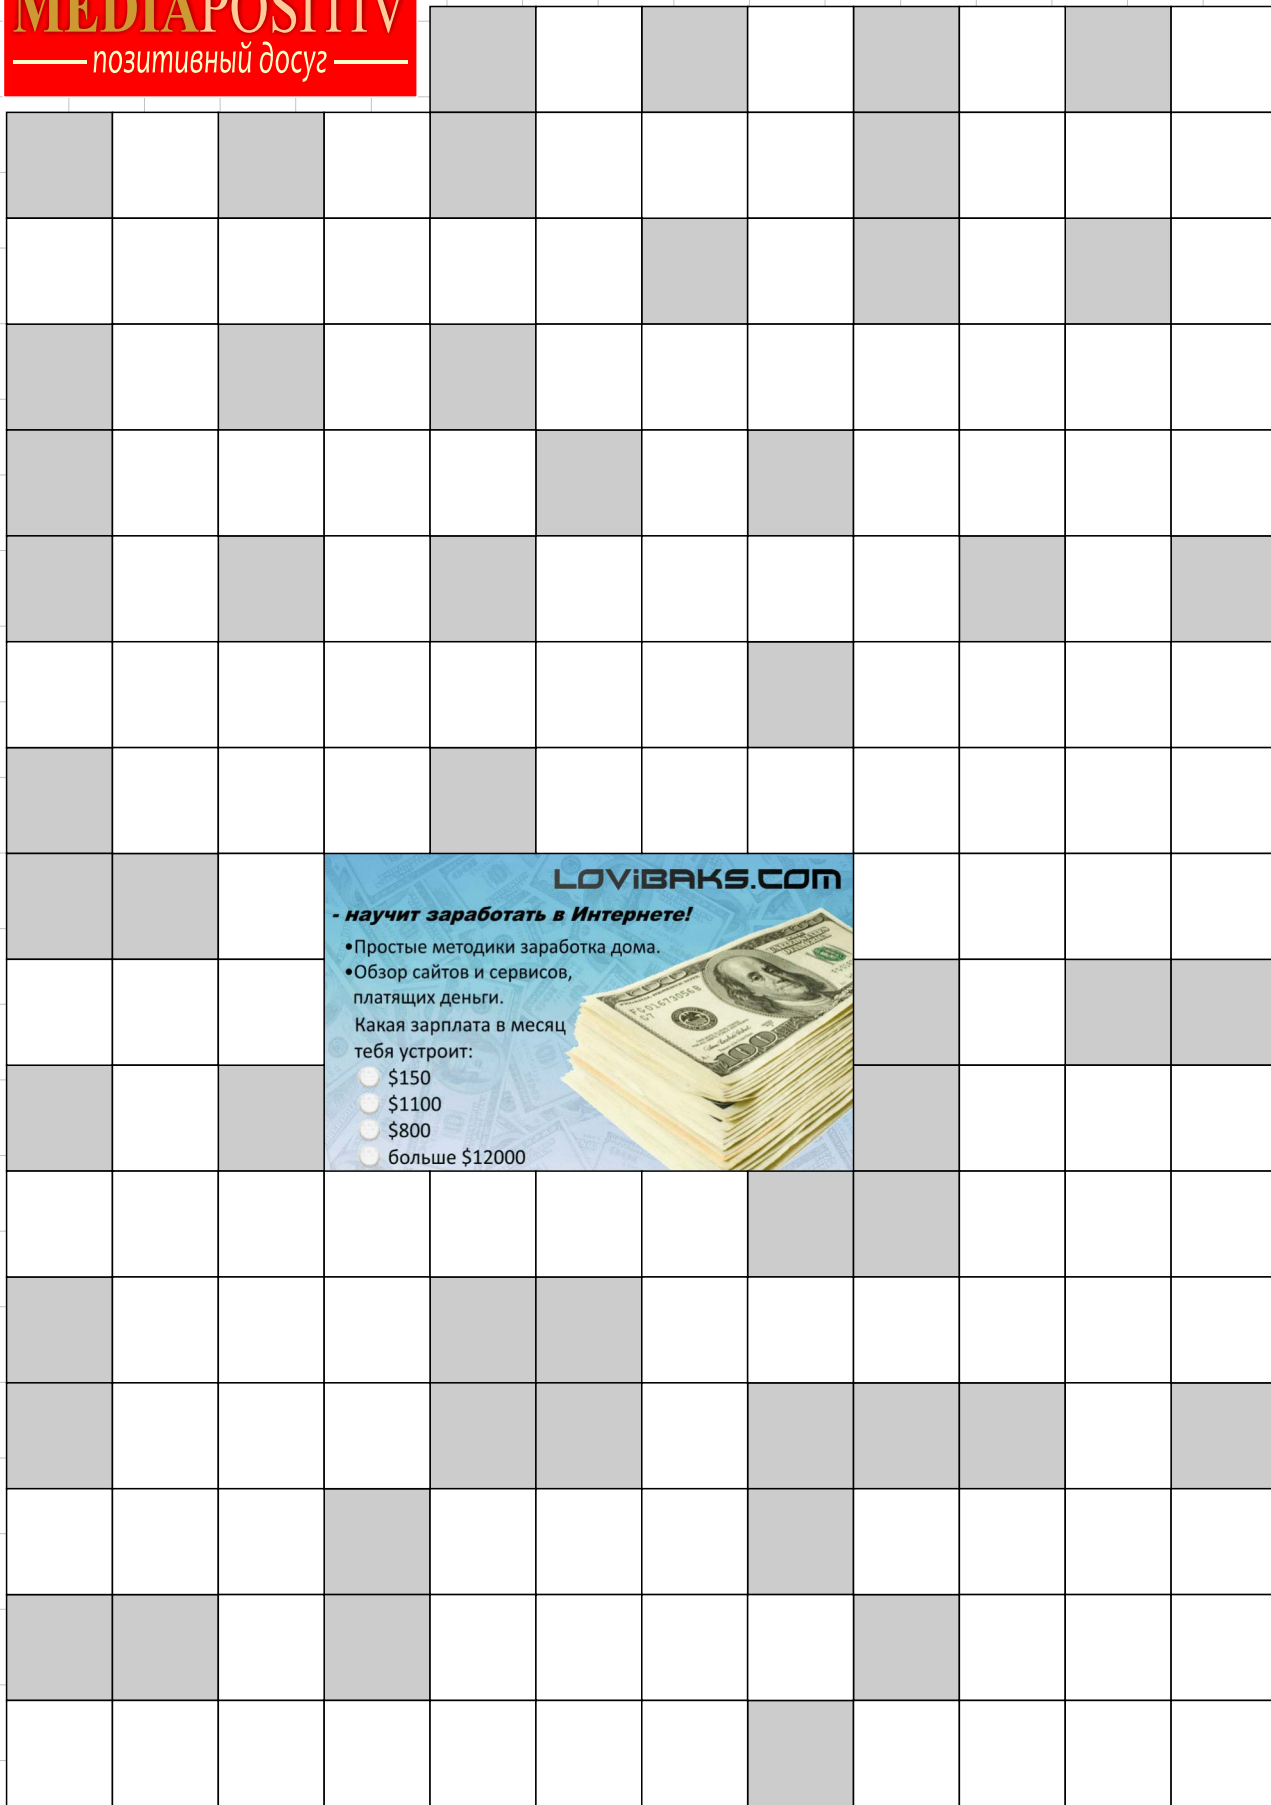 MEDIAPOSITIV
позитивный досуг
LOViBAKS.COM
- научит заработать в Интернете!
•Простые методики заработка дома.
•Обзор сайтов и сервисов,
платящих деньги.
Какая зарплата в месяц
тебя устроит:
$150
$1100
$800
больше $12000